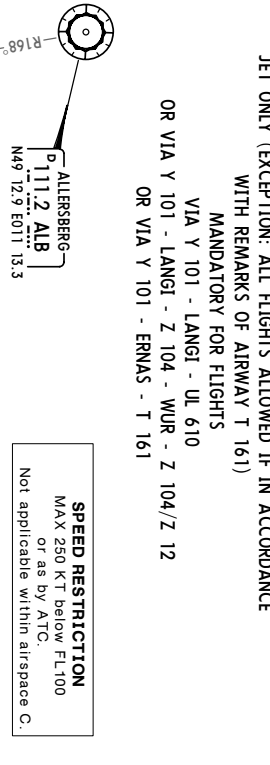 JET ONLY (EXCEPTION: ALL FLIGHTS ALLOWED IF IN ACCORDANCE
WITH REMARKS OF AIRWAY T 161)
MANDATORY FOR FLIGHTS
VIA Y 101 - LANGI - UL 610
OR VIA Y 101 - LANGI - Z 104 - WUR - Z 104/Z 12
OR VIA Y 101 - ERNAS - T 161
R168°
ALLERSBERG
D 111.2 ALB
N49 12.9 E011 13.3
SPEED RESTRICTION
MAX 250 KT below FL100
or as by ATC.
Not applicable within airspace C.